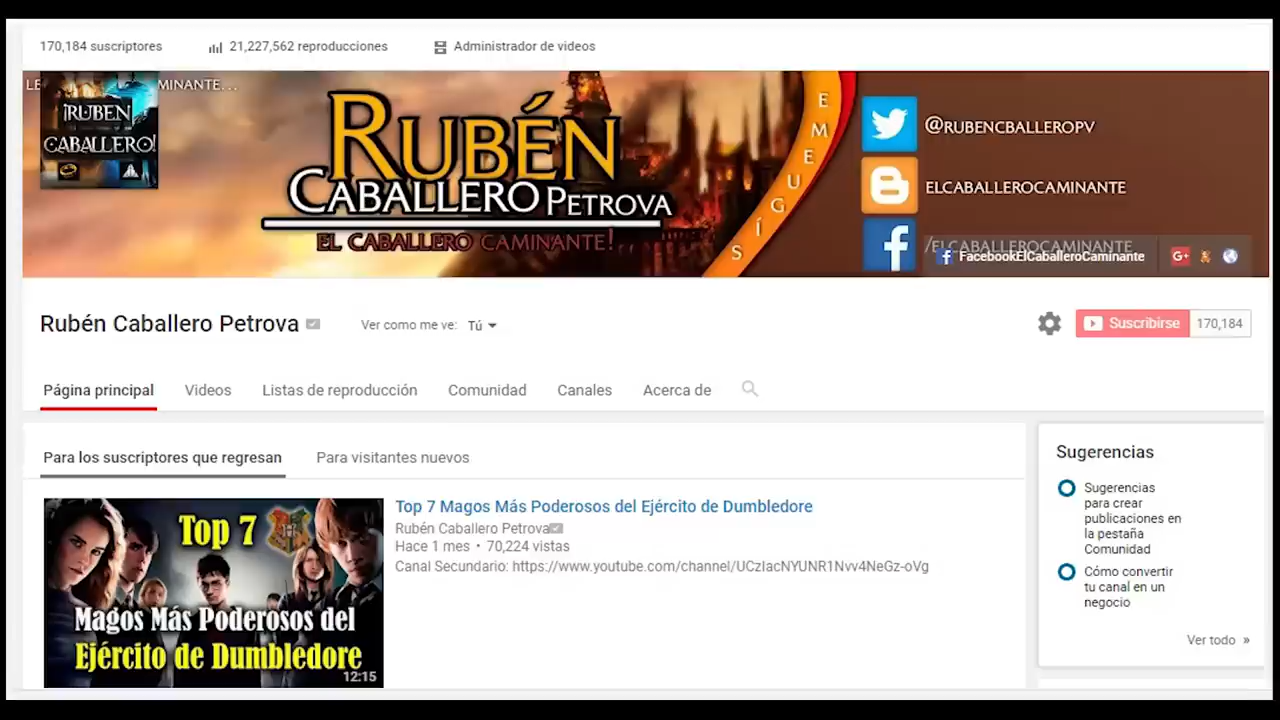 170,184 suscriptores
21,227,562 reproducciones
Administrador de videos
LE
MINANTE...
¡RUBEN
CABALLERO!
RUBÉN
CABALLERO PETROVA
EL CABALLERO CAMINANTE!
SÍGUEME
@RUBENCBALLEROPV
ELCABALLEROCAMINANTE
/ELCABALLEROCAMINANTE
FacebookElCaballeroCaminante
G+
Rubén Caballero Petrova
Ver como me ve: Tú
Suscribirse 170,184
Página principal
Videos
Listas de reproducción
Comunidad
Canales
Acerca de
Para los suscriptores que regresan
Para visitantes nuevos
Top 7
Magos Más Poderosos del
Ejército de Dumbledore
12:15
Top 7 Magos Más Poderosos del Ejército de Dumbledore
Rubén Caballero Petrova
Hace 1 mes • 70,224 vistas
Canal Secundario: https://www.youtube.com/channel/UCzIacNYUNR1Nvv4NeGz-oVg
Sugerencias
Sugerencias
para crear
publicaciones en
la pestaña
Comunidad
Cómo convertir
tu canal en un
negocio
Ver todo »